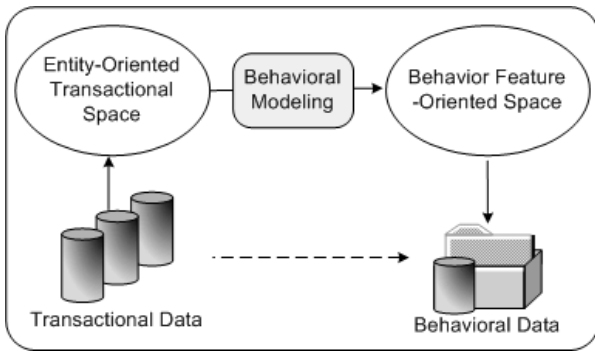 Entity-Oriented
Transactional
Space
Behavioral
Modeling
Behavior Feature
-Oriented Space
Transactional Data
Behavioral Data